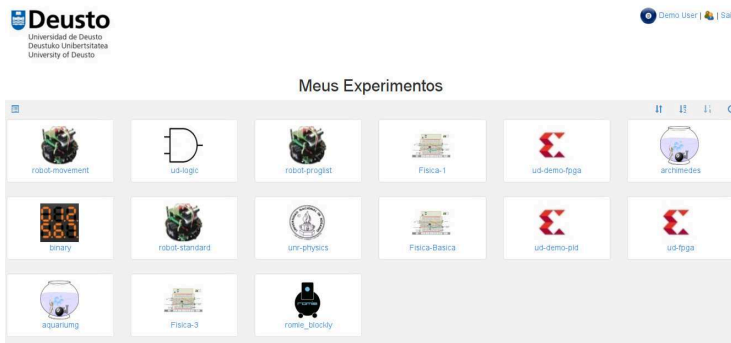 Deusto
Universidad de Deusto
Deustuko Unibertsitatea
University of Deusto
Demo User | | Sal
Meus Experimentos
robot-movement
ud-logic
robot-proglist
Fisica-1
ud-demo-fpga
archimedes
binary
robot-standard
unr-physics
Fisica-Basica
ud-demo-pld
ud-fpga
aquariumg
Fisica-3
romie_blockly